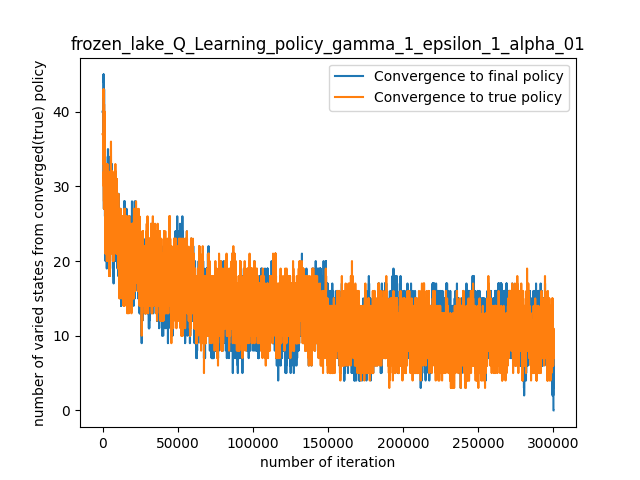 frozen_lake_Q_Learning_policy_gamma_1_epsilon_1_alpha_01
Convergence to final policy
Convergence to true policy
number of varied states from converged(true) policy
40
30
20
10
0
0 50000 100000 150000 200000 250000 300000
number of iteration